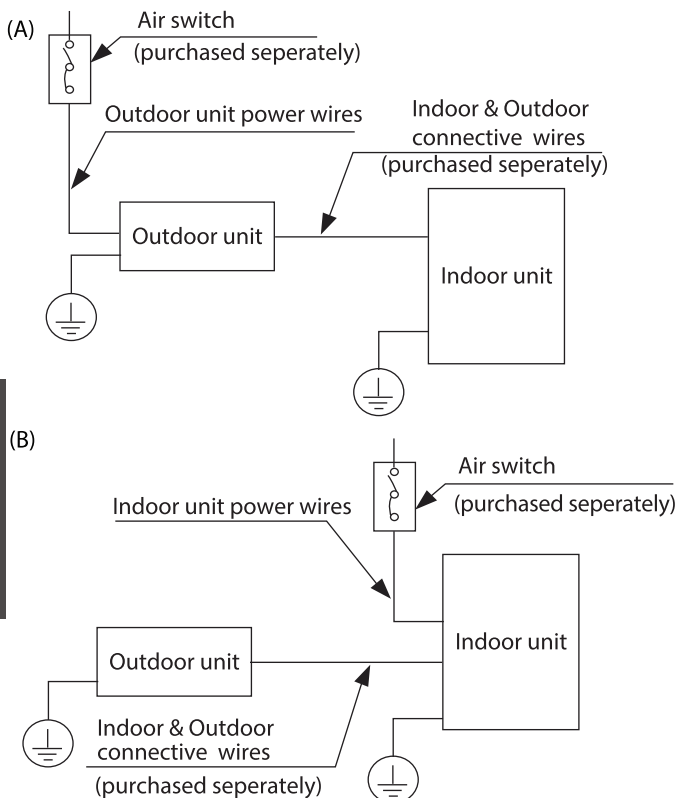 (A)
Air switch
(purchased seperately)
Outdoor unit power wires
Indoor & Outdoor
connective wires
(purchased seperately)
Outdoor unit
Indoor unit
(B)
Air switch
(purchased seperately)
Indoor unit power wires
Indoor unit
Outdoor unit
Indoor & Outdoor
connective wires
(purchased seperately)